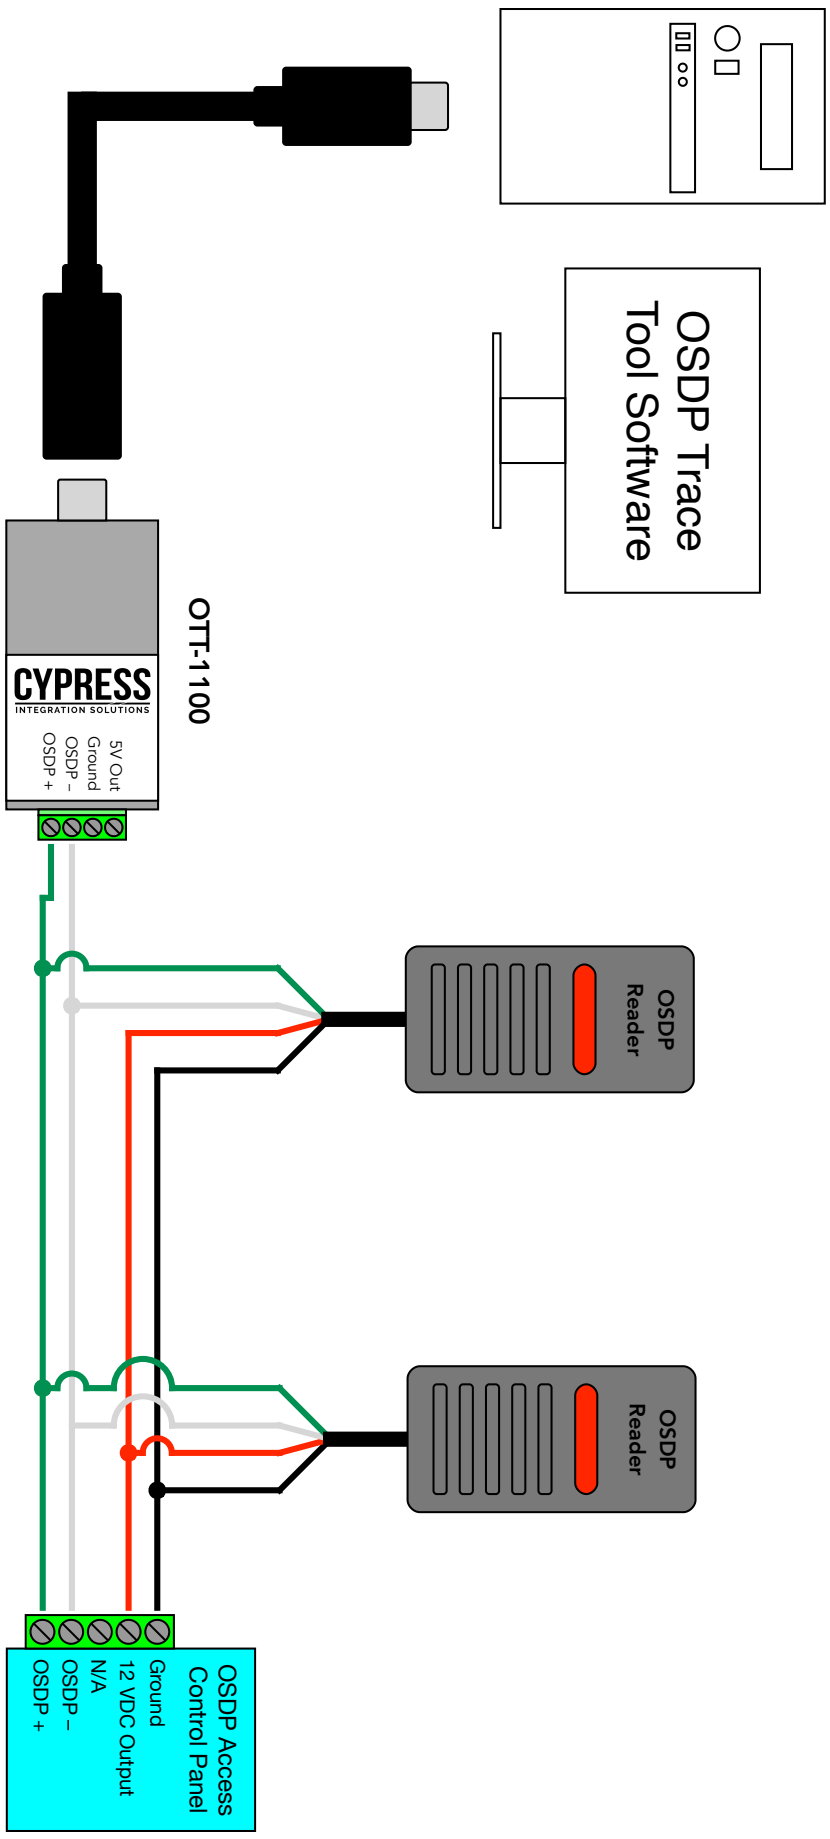 OSDP Trace
Tool Software
OTT-1100
CYPRESS
INTEGRATION SOLUTIONS
5V Out
Ground
OSDP –
OSDP +
OSDP
Reader
OSDP
Reader
OSDP Access
Control Panel
Ground
12 VDC Output
N/A
OSDP –
OSDP +